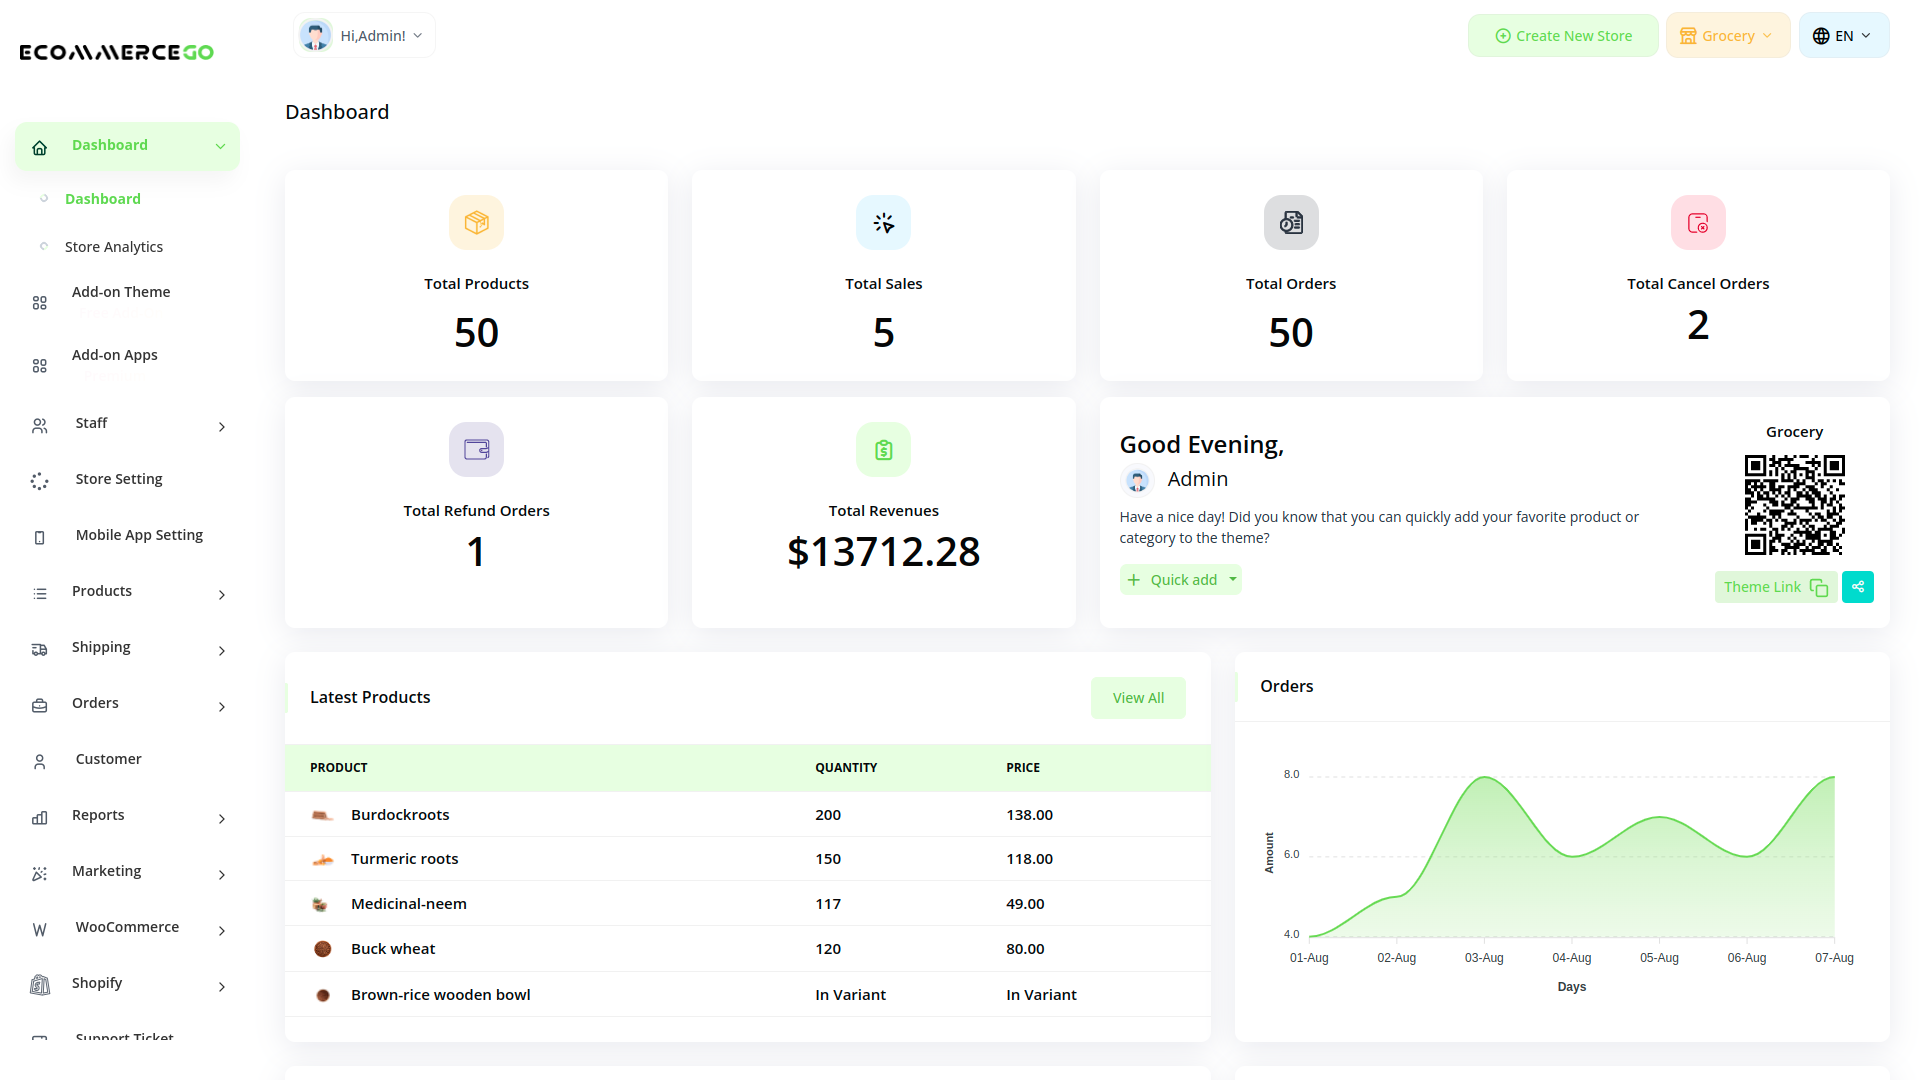 ECOMMERCEGO
Hi,Admin!
Create New Store
Grocery
EN
Dashboard
Dashboard
Dashboard
Store Analytics
Add-on Theme
Add-on Apps
Staff
Store Setting
Mobile App Setting
Products
Shipping
Orders
Customer
Reports
Marketing
WooCommerce
Shopify
Support Ticket
Total Products
50
Total Sales
5
Total Orders
50
Total Cancel Orders
2
Total Refund Orders
1
Total Revenues
$13712.28
Good Evening,
Admin
Have a nice day! Did you know that you can quickly add your favorite product or
category to the theme?
Quick add
Grocery
Theme Link
Latest Products
View All
PRODUCT QUANTITY PRICE
Burdockroots 200 138.00
Turmeric roots 150 118.00
Medicinal-neem 117 49.00
Buck wheat 120 80.00
Brown-rice wooden bowl In Variant In Variant
Orders
8.0
6.0
4.0
Amount
01-Aug 02-Aug 03-Aug 04-Aug 05-Aug 06-Aug 07-Aug
Days